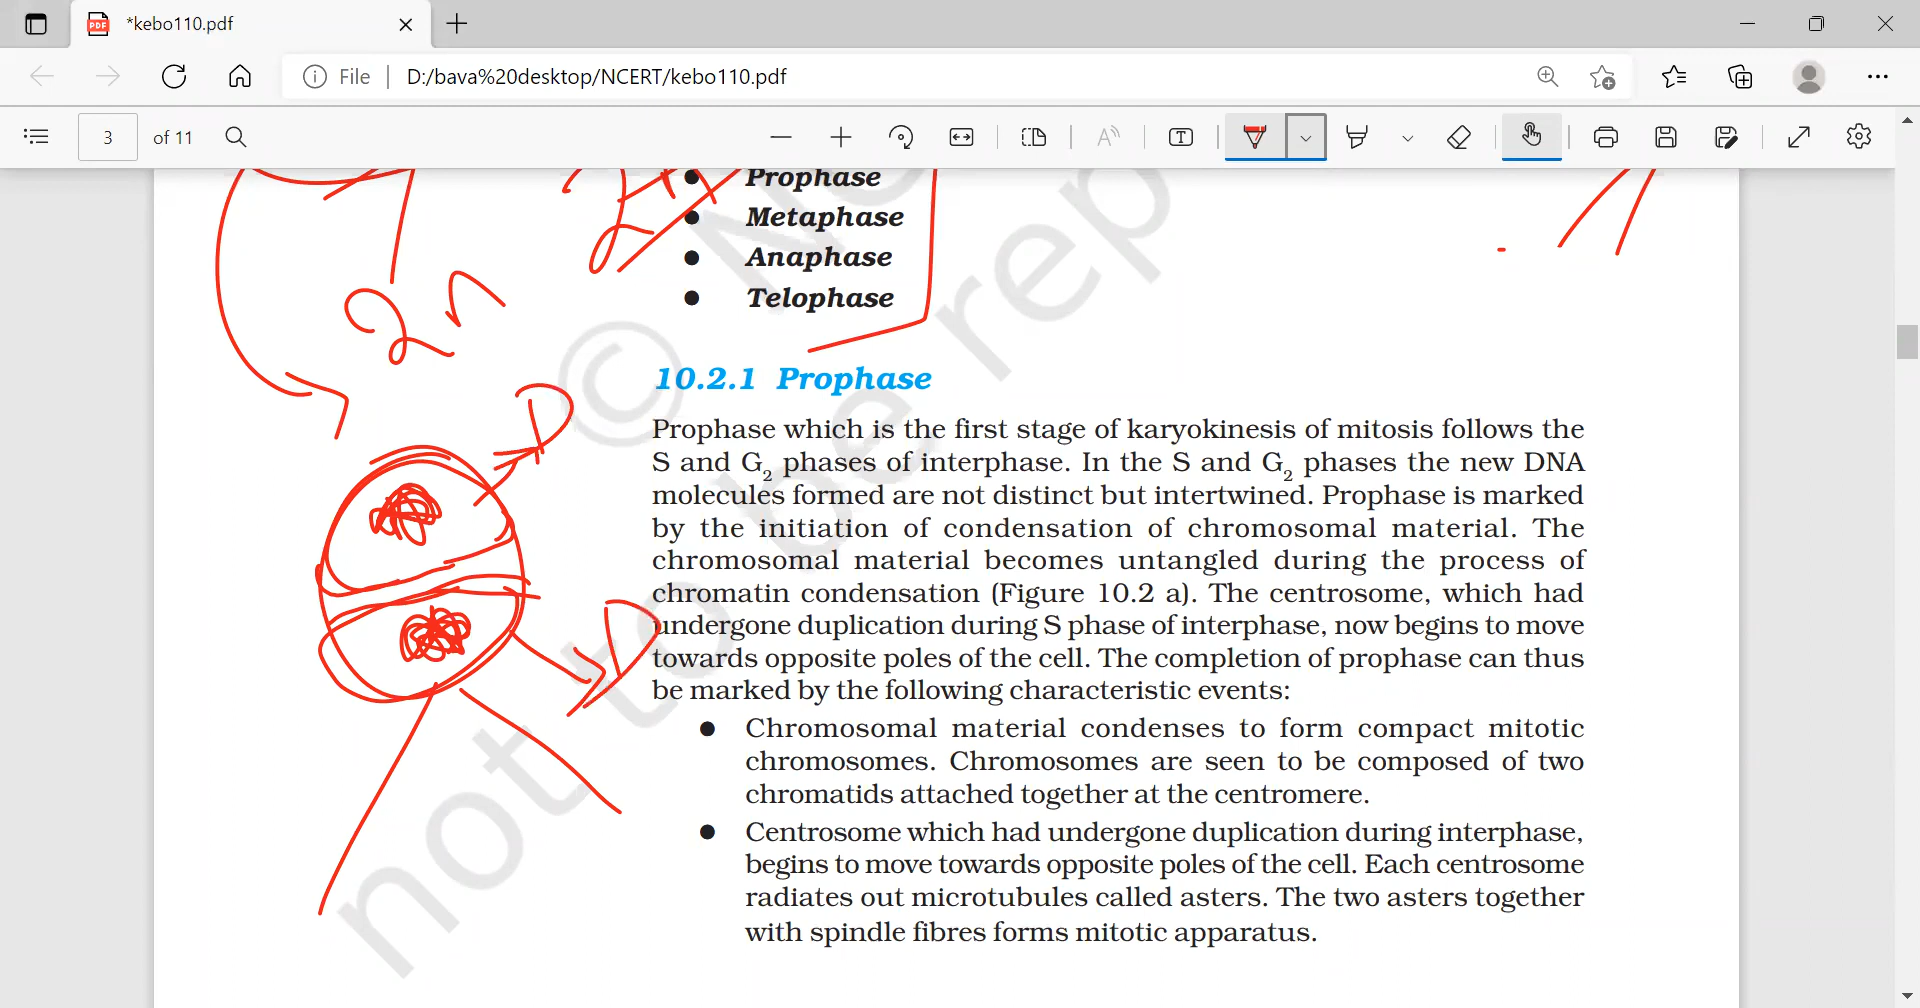 *kebo110.pdf
File | D:/bava%20desktop/NCERT/kebo110.pdf
3 of 11
Prophase
Metaphase
Anaphase
Telophase
2n
10.2.1 Prophase
D
Prophase which is the first stage of karyokinesis of mitosis follows the
S and G2 phases of interphase. In the S and G2 phases the new DNA
molecules formed are not distinct but intertwined. Prophase is marked
by the initiation of condensation of chromosomal material. The
chromosomal material becomes untangled during the process of
chromatin condensation (Figure 10.2 a). The centrosome, which had
undergone duplication during S phase of interphase, now begins to move
towards opposite poles of the cell. The completion of prophase can thus
be marked by the following characteristic events:
D
Chromosomal material condenses to form compact mitotic
chromosomes. Chromosomes are seen to be composed of two
chromatids attached together at the centromere.
Centrosome which had undergone duplication during interphase,
begins to move towards opposite poles of the cell. Each centrosome
radiates out microtubules called asters. The two asters together
with spindle fibres forms mitotic apparatus.
© N
not to be rep